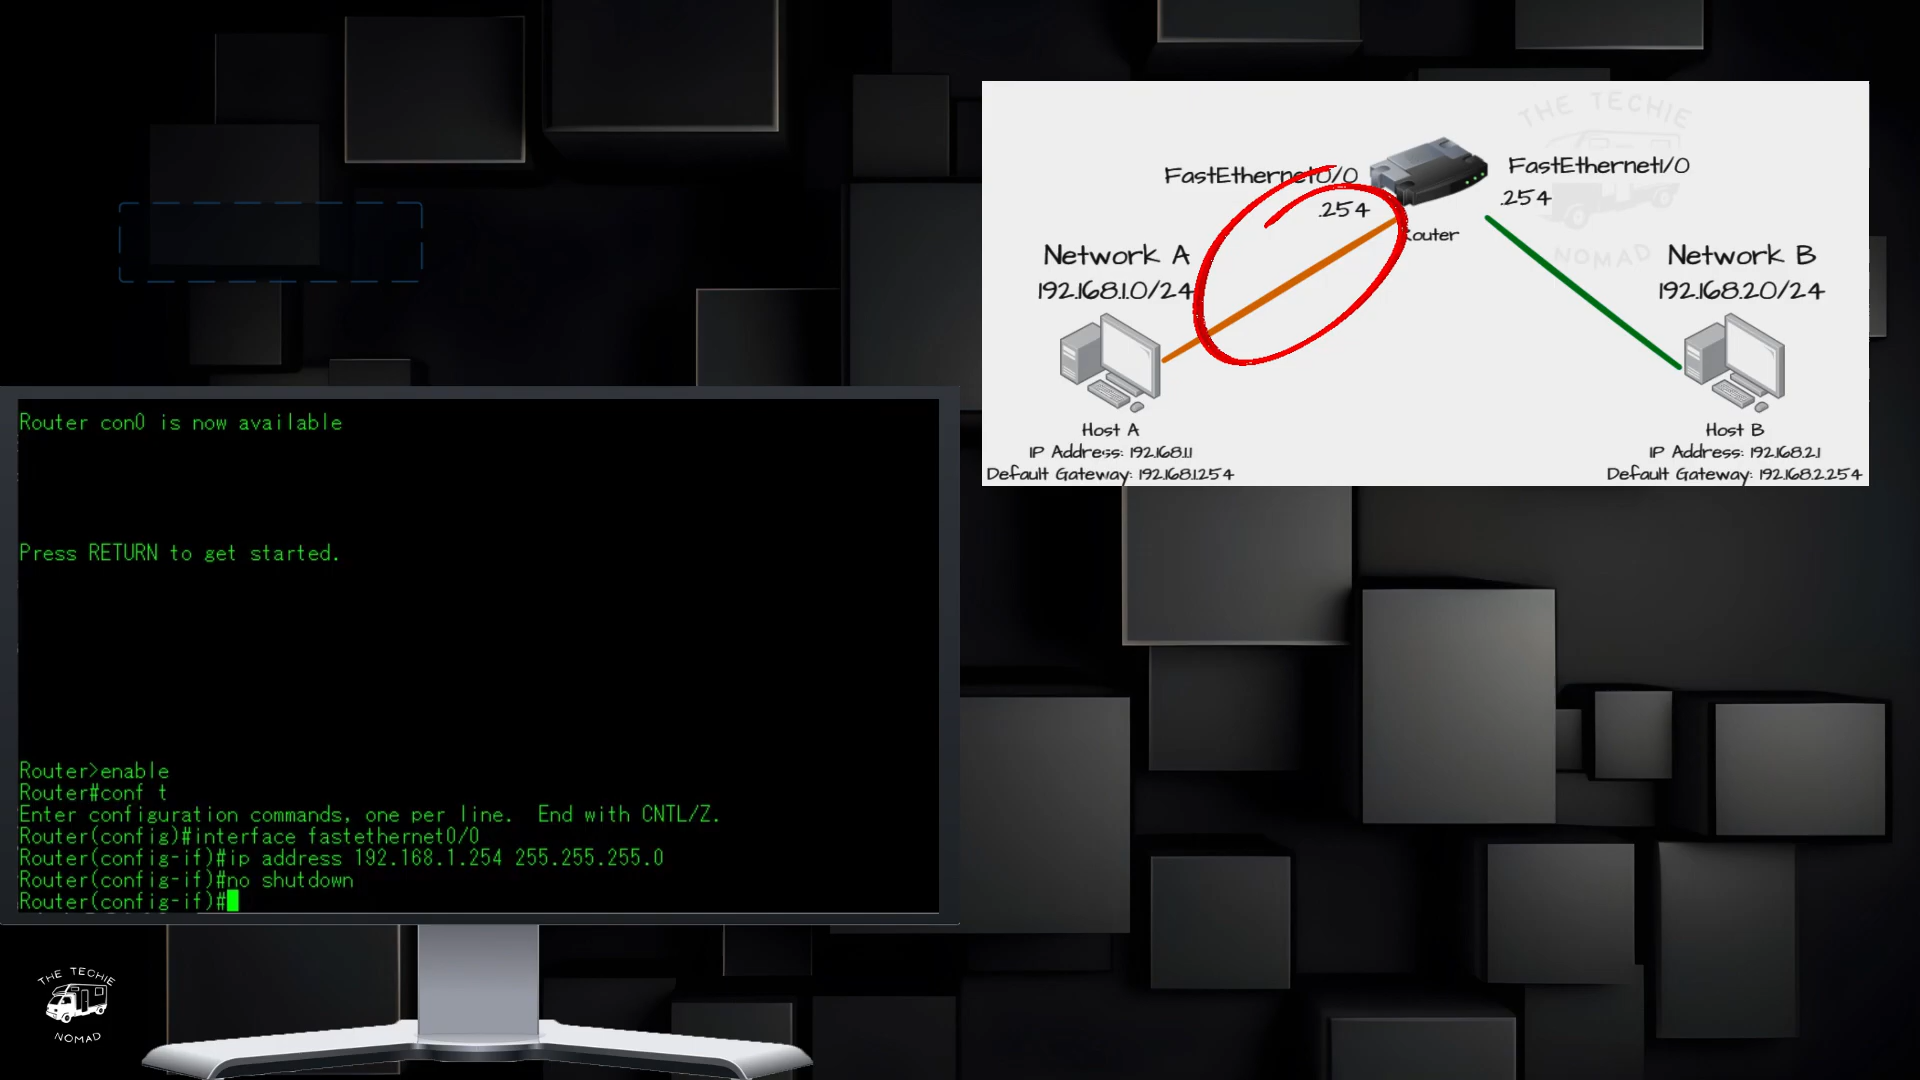 Router con0 is now available
Press RETURN to get started.
Router>enable
Router#conf t
Enter configuration commands, one per line.  End with CNTL/Z.
Router(config)#interface fastethernet0/0
Router(config-if)#ip address 192.168.1.254 255.255.255.0
Router(config-if)#no shutdown
Router(config-if)#
THE TECHIE
NOMAD
THE TECHIE
NOMAD
FastEthernet0/0
.254
Router
FastEthernet1/0
.254
Network A
192.168.1.0/24
Network B
192.168.2.0/24
Host A
IP Address: 192.168.1.1
Default Gateway: 192.168.1.254
Host B
IP Address: 192.168.2.1
Default Gateway: 192.168.2.254